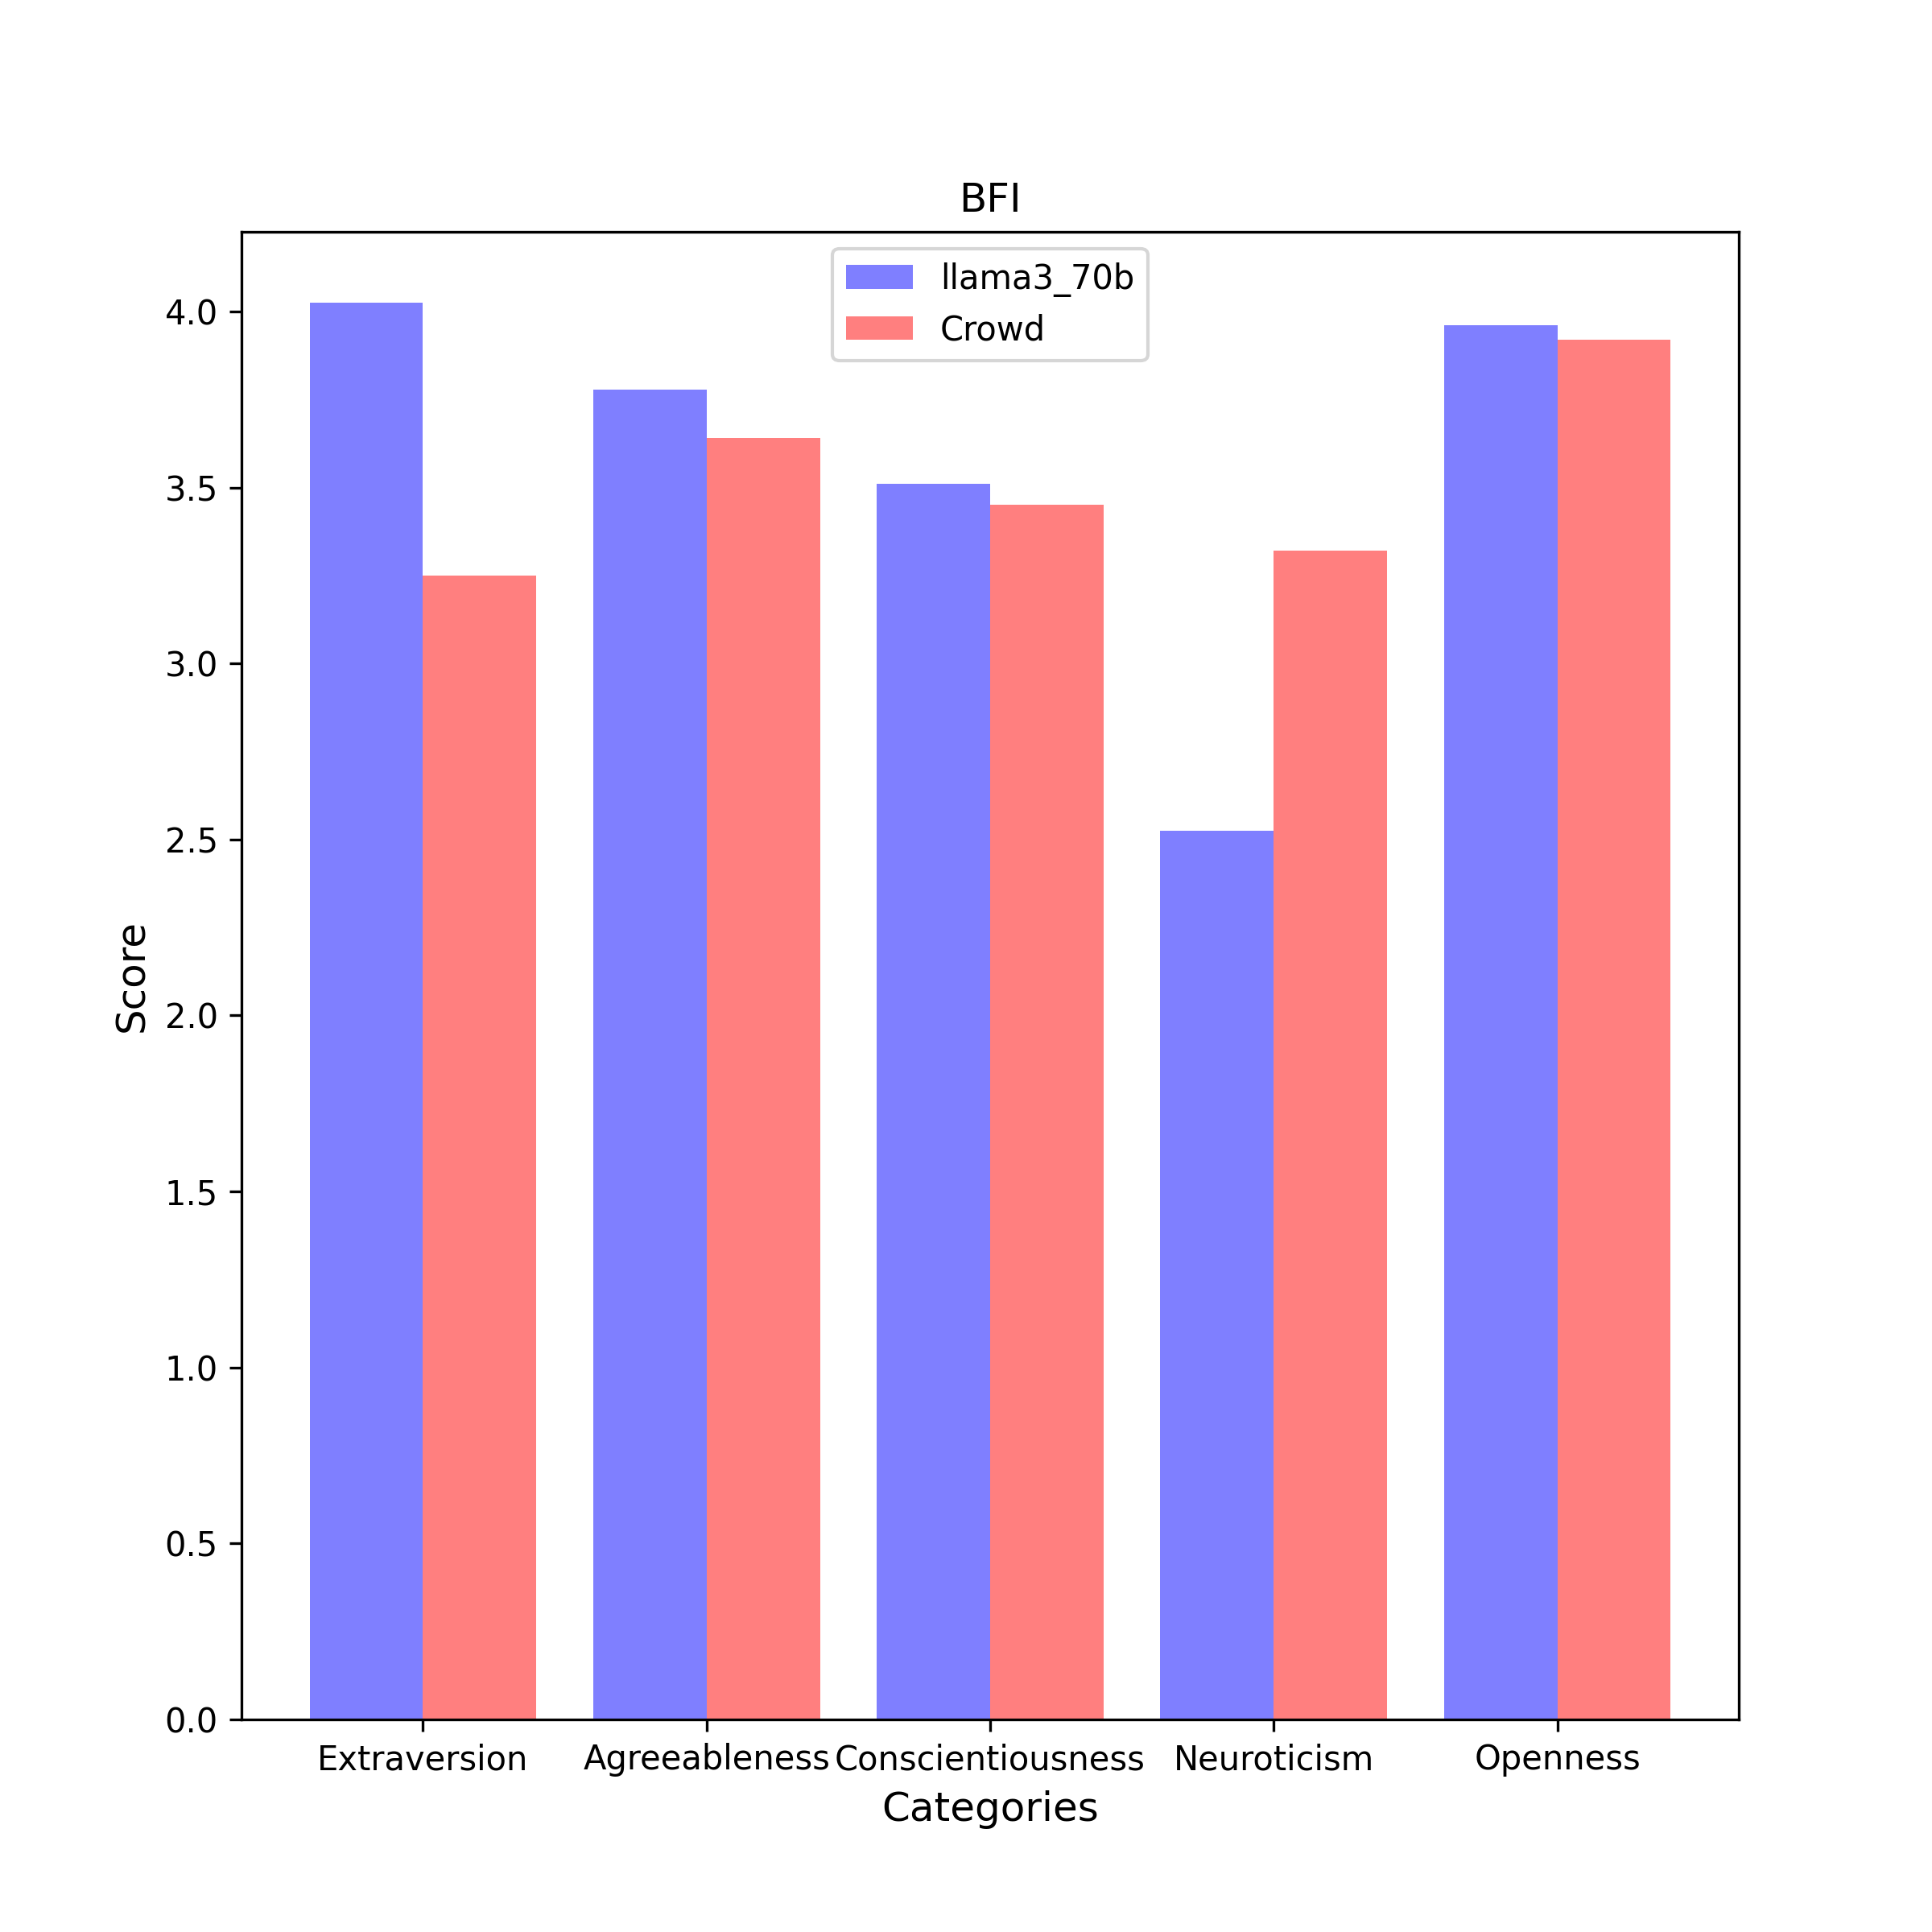 BFI
llama3_70b
Crowd
4.0
3.5
3.0
2.5
2.0
1.5
1.0
0.5
0.0
Score
Extraversion Agreeableness Conscientiousness Neuroticism Openness
Categories